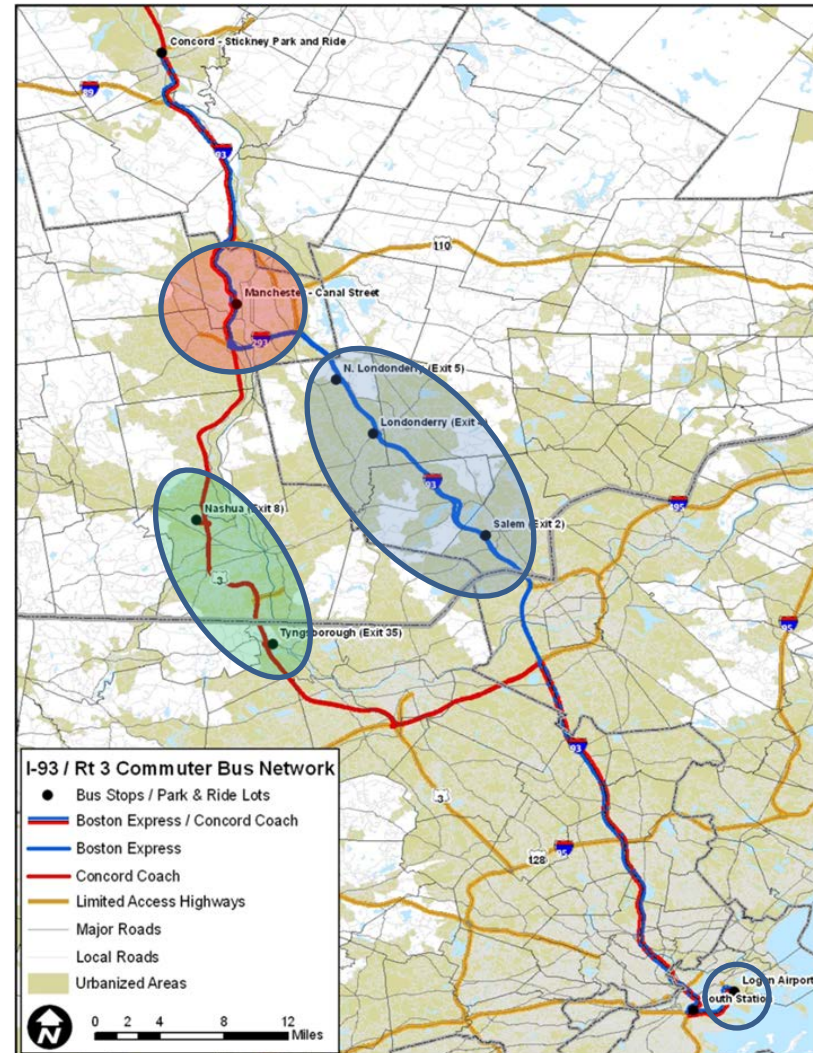 Concord - Stickney Park and Ride
89
93
110
Manchester - Canal Street
293
N. Londonderry (Exit 5)
Londonderry (Exit 4)
93
Nashua (Exit 8)
Salem (Exit 2)
495
3
95
Tyngsborough (Exit 35)
93
3
95
128
Logan Airport
South Station
I-93 / Rt 3 Commuter Bus Network
Bus Stops / Park & Ride Lots
Boston Express / Concord Coach
Boston Express
Concord Coach
Limited Access Highways
Major Roads
Local Roads
Urbanized Areas
N
0 2 4 8 12
Miles